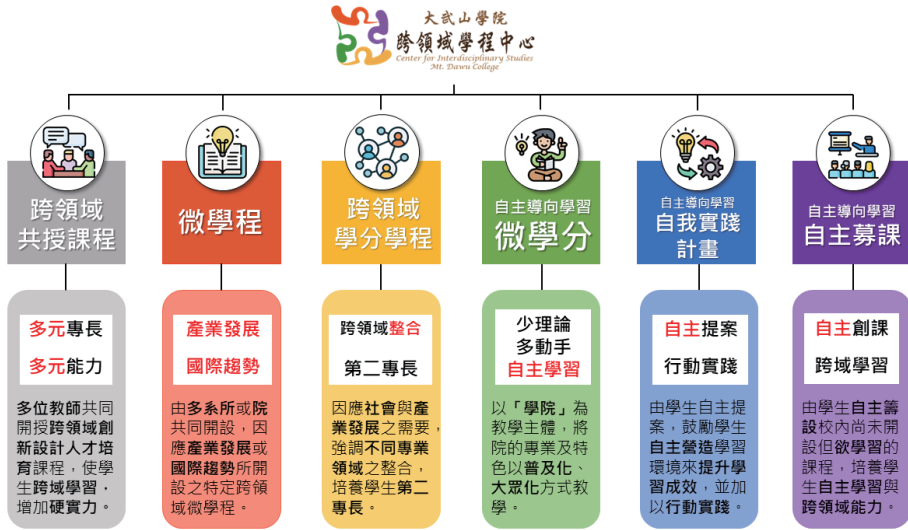 大武山學院
跨領域學程中心
Center for Interdisciplinary Studies
Mt. Dawu College
跨領域
共授課程
多元專長
多元能力
多位教師共同
開授跨領域創
新設計人才培
育課程，使學
生跨域學習，
增加硬實力。
微學程
產業發展
國際趨勢
由多系所或院
共同開設，因
應產業發展或
國際趨勢所開
設之特定跨領
域微學程。
跨領域
學分學程
跨領域整合
第二專長
因應社會與產
業發展之需要，
強調不同專業
領域之整合，
培養學生第二
專長。
自主導向學習
微學分
少理論
多動手
自主學習
以「學院」為
教學主體，將
院的專業及特
色以普及化、
大眾化方式教
學。
自主導向學習
自我實踐
計畫
自主提案
行動實踐
由學生自主提
案，鼓勵學生
自主營造學習
環境來提升學
習成效，並加
以行動實踐。
自主導向學習
自主募課
自主創課
跨域學習
由學生自主籌
設校內尚未開
設但欲學習的
課程，培養學
生自主學習與
跨領域能力。